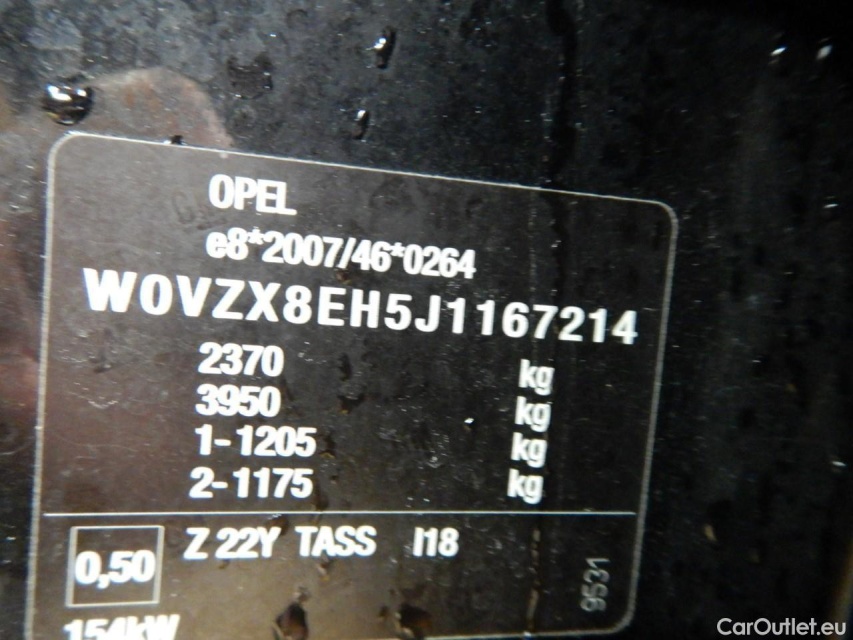 OPEL
e8*2007/46*0264
W0VZX8EH5J1167214
2370 kg
3950 kg
1-1205 kg
2-1175 kg
0,50 Z 22Y TASS I18
154kW
9531
CarOutlet.eu